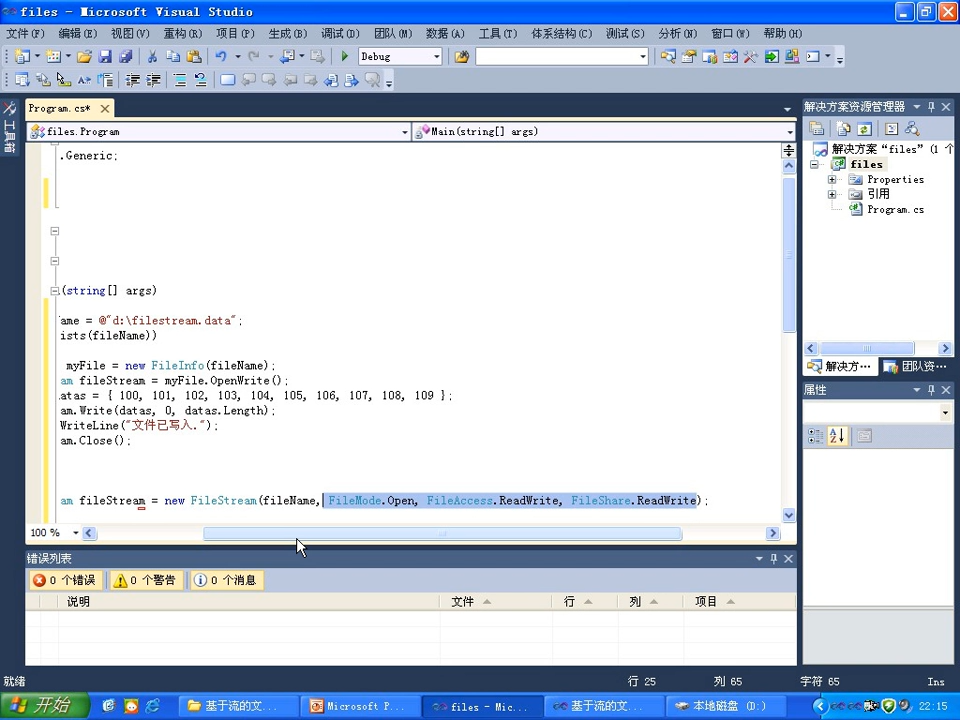 files - Microsoft Visual Studio
文件(F) 编辑(E) 视图(V) 重构(R) 项目(P) 生成(B) 调试(D) 团队(M) 数据(A) 工具(T) 体系结构(C) 测试(S) 分析(N) 窗口(W) 帮助(H)
Debug
工具箱
Program.cs*
files.Program
Main(string[] args)
.Generic;
(string[] args)
ame = @"d:\filestream.data";
ists(fileName))
myFile = new FileInfo(fileName);
am fileStream = myFile.OpenWrite();
atas = { 100, 101, 102, 103, 104, 105, 106, 107, 108, 109 };
am.Write(datas, 0, datas.Length);
WriteLine("文件已写入.");
am.Close();
am fileStream = new FileStream(fileName, FileMode.Open, FileAccess.ReadWrite, FileShare.ReadWrite);
100 %
解决方案资源管理器
解决方案“files”(1 个
files
Properties
引用
Program.cs
解决方… 团队资…
属性
错误列表
0 个错误 0 个警告 0 个消息
说明 文件 行 列 项目
就绪 行 25 列 65 字符 65 Ins
开始 基于流的文... Microsoft P... files - Mic... 基于流的文... 本地磁盘 (D:) 22:15